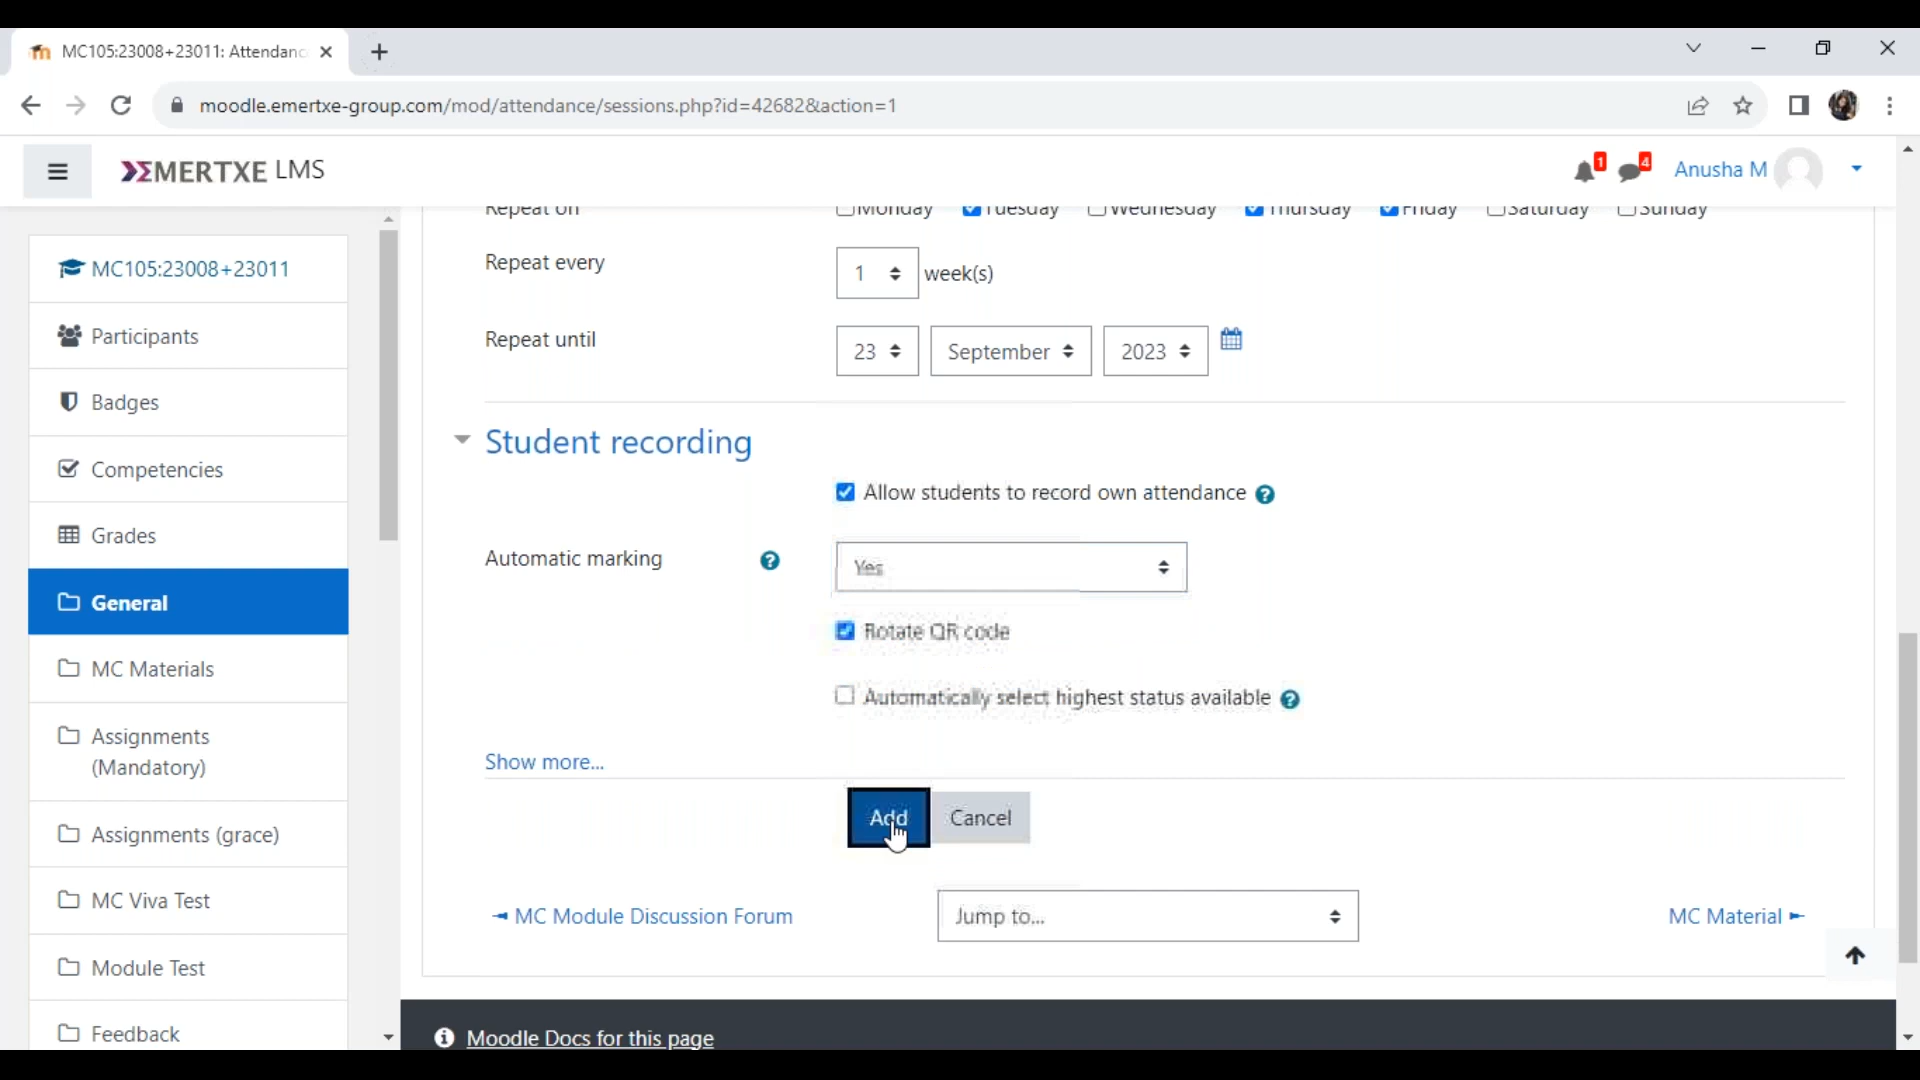 MC105:23008+23011: Attendanc
moodle.emertxe-group.com/mod/attendance/sessions.php?id=42682&action=1
EMERTXE LMS
1
4
Anusha M
MC105:23008+23011
Participants
Badges
Competencies
Grades
General
MC Materials
Assignments
(Mandatory)
Assignments (grace)
MC Viva Test
Module Test
Feedback
Repeat on Monday Tuesday Wednesday Thursday Friday Saturday Sunday
Repeat every 1 week(s)
Repeat until 23 September 2023
Student recording
Allow students to record own attendance ?
Automatic marking ? Yes
Rotate QR code
Automatically select highest status available ?
Show more...
Add Cancel
◄ MC Module Discussion Forum Jump to... MC Material ►
Moodle Docs for this page